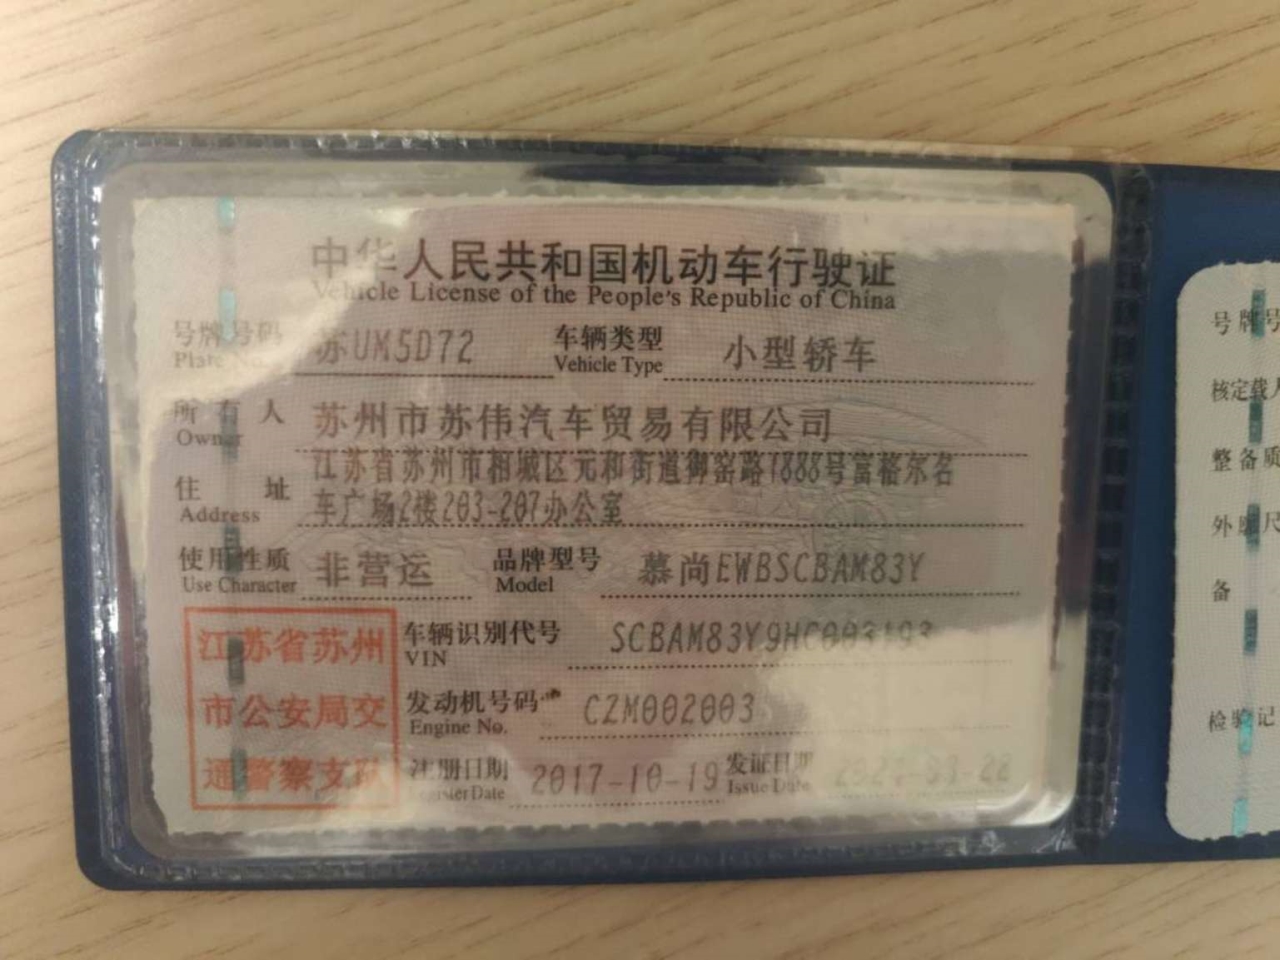 中华人民共和国机动车行驶证
Vehicle License of the People's Republic of China
号牌号码 苏UM5D72 车辆类型 小型轿车
Plate No. Vehicle Type
所有人 苏州市苏伟汽车贸易有限公司
Owner
江苏省苏州市相城区元和街道御窑路1888号富格尔名
住址 车广场2楼203-207办公室
Address
使用性质 非营运 品牌型号 慕尚EWBSCBAM83Y
Use Character Model
江苏省苏州
市公安局交
通警察支队
车辆识别代号 SCBAM83Y9HC003193
VIN
发动机号码 CZM002003
Engine No.
注册日期 2017-10-19 发证日期
Register Date Issue Date
号牌号
核定载人
整备质
外廓尺
备
检验记